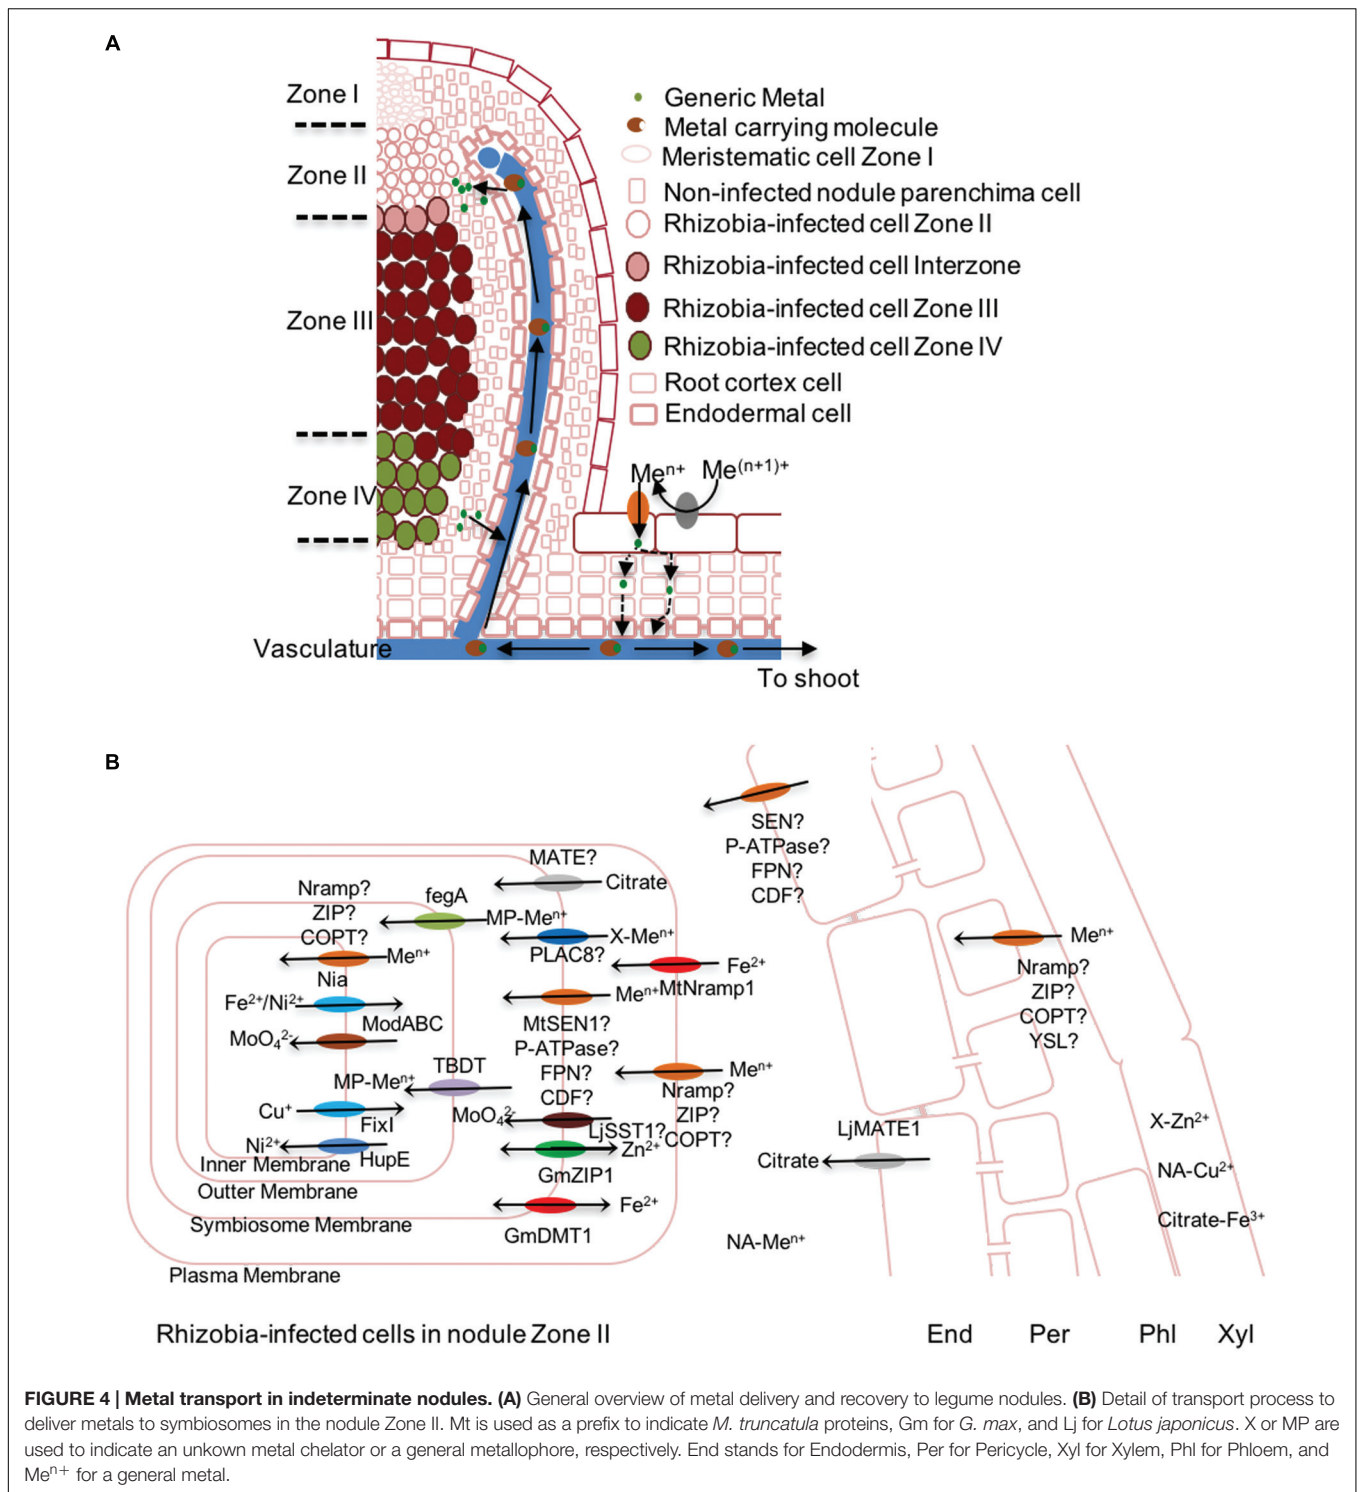 A
Zone I
Zone II
Zone III
Zone IV
Vasculature
Generic Metal
Metal carrying molecule
Meristematic cell Zone I
Non-infected nodule parenchima cell
Rhizobia-infected cell Zone II
Rhizobia-infected cell Interzone
Rhizobia-infected cell Zone III
Rhizobia-infected cell Zone IV
Root cortex cell
Endodermal cell
Meⁿ⁺ Me⁽ⁿ⁺¹⁾⁺
To shoot
B
SEN?
P-ATPase?
FPN?
CDF?
MATE?
Citrate
Nramp?
ZIP?
COPT?
fegA
MP-Meⁿ⁺
X-Meⁿ⁺
PLAC8?
Meⁿ⁺
Nia
Fe²⁺
MtNramp1
Meⁿ⁺
Fe²⁺/Ni²⁺
ModABC
MoO₄²⁻
MtSEN1?
P-ATPase?
FPN?
CDF?
TBDT
MP-Meⁿ⁺
Meⁿ⁺
Nramp?
ZIP?
COPT?
Cu⁺
FixI
MoO₄²⁻
LjSST1?
Zn²⁺
GmZIP1
Ni²⁺
HupE
Inner Membrane
Outter Membrane
Symbiosome Membrane
Plasma Membrane
Fe²⁺
GmDMT1
Meⁿ⁺
Nramp?
ZIP?
COPT?
YSL?
LjMATE1
Citrate
NA-Meⁿ⁺
X-Zn²⁺
NA-Cu²⁺
Citrate-Fe³⁺
Rhizobia-infected cells in nodule Zone II
End Per Phl Xyl
FIGURE 4 | Metal transport in indeterminate nodules. (A) General overview of metal delivery and recovery to legume nodules. (B) Detail of transport process to
deliver metals to symbiosomes in the nodule Zone II. Mt is used as a prefix to indicate M. truncatula proteins, Gm for G. max, and Lj for Lotus japonicus. X or MP are
used to indicate an unkown metal chelator or a general metallophore, respectively. End stands for Endodermis, Per for Pericycle, Xyl for Xylem, Phl for Phloem, and
Meⁿ⁺ for a general metal.